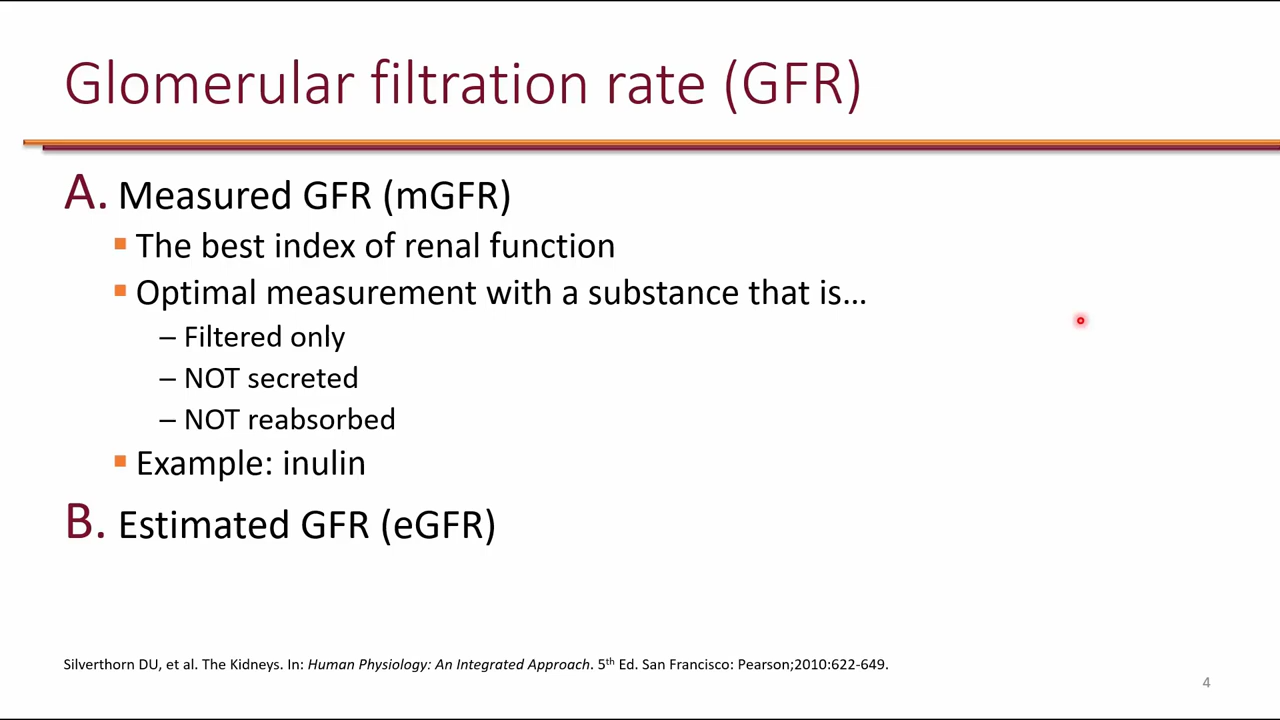 Glomerular filtration rate (GFR)
A. Measured GFR (mGFR)
▪ The best index of renal function
▪ Optimal measurement with a substance that is…
– Filtered only
– NOT secreted
– NOT reabsorbed
▪ Example: inulin
B. Estimated GFR (eGFR)
Silverthorn DU, et al. The Kidneys. In: Human Physiology: An Integrated Approach. 5th Ed. San Francisco: Pearson;2010:622-649.
4